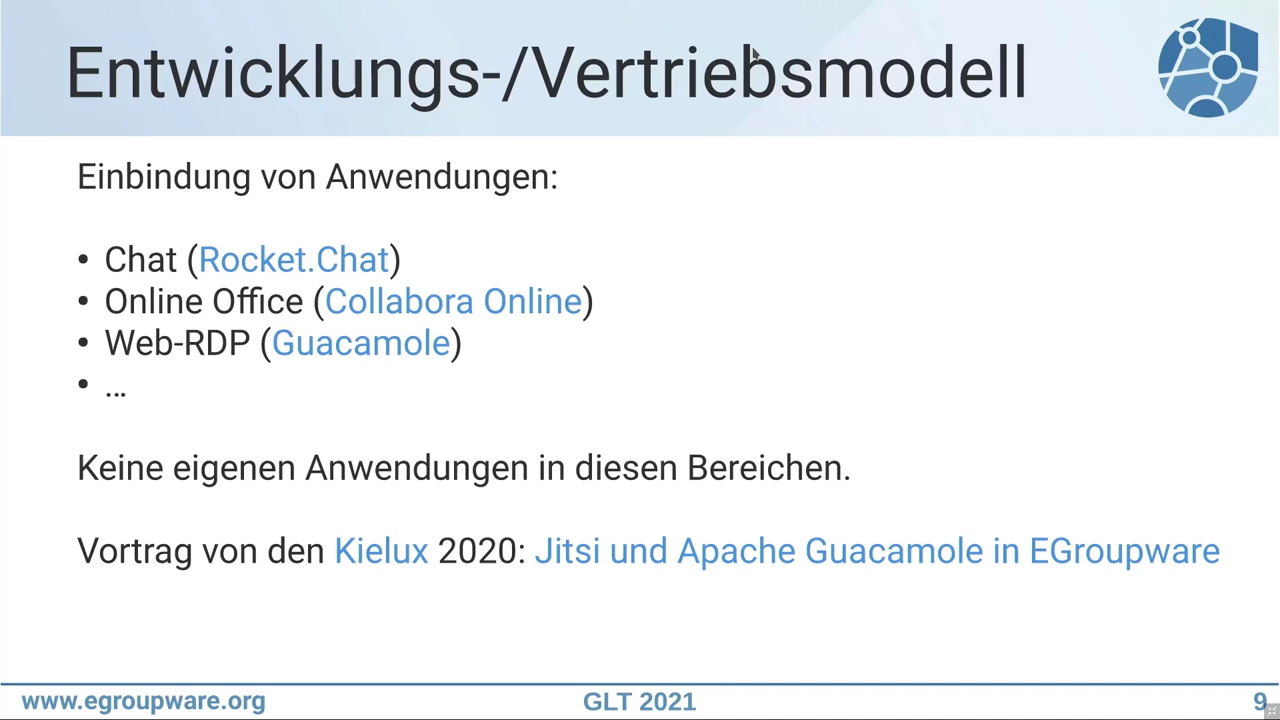 Entwicklungs-/Vertriebsmodell
Einbindung von Anwendungen:
• Chat (Rocket.Chat)
• Online Office (Collabora Online)
• Web-RDP (Guacamole)
• ...
Keine eigenen Anwendungen in diesen Bereichen.
Vortrag von den Kielux 2020: Jitsi und Apache Guacamole in EGroupware
www.egroupware.org
GLT 2021
9